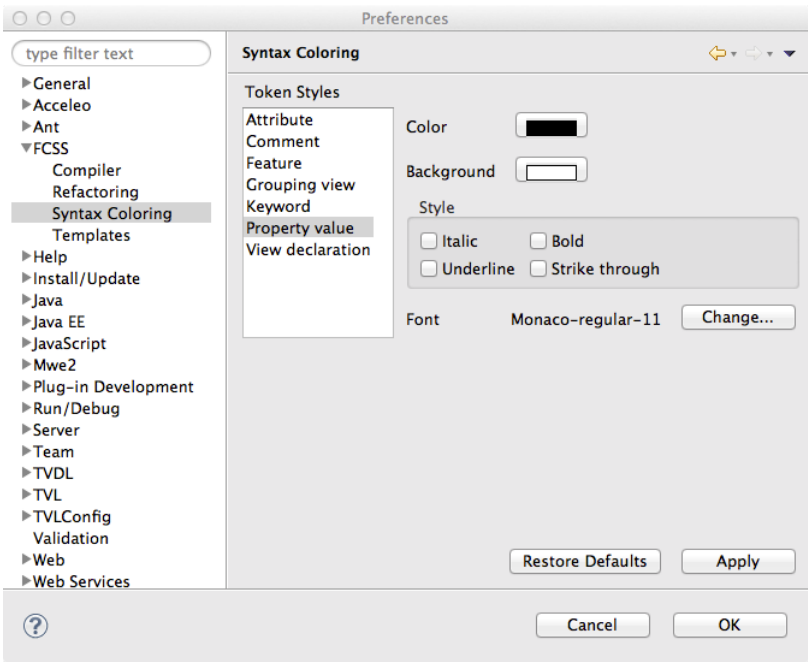 Preferences
type filter text
General
Acceleo
Ant
FCSS
Compiler
Refactoring
Syntax Coloring
Templates
Help
Install/Update
Java
Java EE
JavaScript
Mwe2
Plug-in Development
Run/Debug
Server
Team
TVDL
TVL
TVLConfig
Validation
Web
Web Services
Syntax Coloring
Token Styles
Attribute
Comment
Feature
Grouping view
Keyword
Property value
View declaration
Color
Background
Style
Italic Bold
Underline Strike through
Font Monaco-regular-11 Change...
Restore Defaults Apply
? Cancel OK